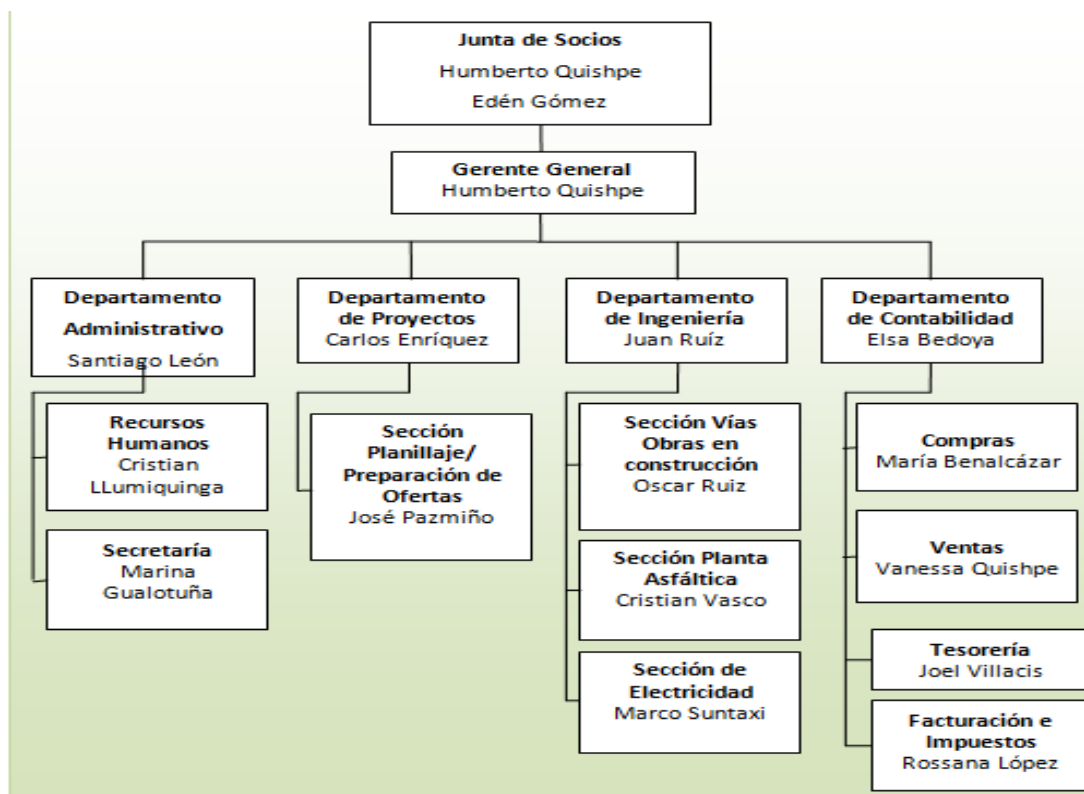 Junta de Socios
Humberto Quishpe
Edén Gómez
Gerente General
Humberto Quishpe
Departamento
Administrativo
Santiago León
Departamento
de Proyectos
Carlos Enríquez
Departamento
de Ingeniería
Juan Ruíz
Departamento
de Contabilidad
Elsa Bedoya
Recursos
Humanos
Cristian
LLumiquinga
Secretaría
Marina
Gualotuña
Sección
Planillaje/
Preparación de
Ofertas
José Pazmiño
Sección Vías
Obras en
construcción
Oscar Ruiz
Sección Planta
Asfáltica
Cristian Vasco
Sección de
Electricidad
Marco Suntaxi
Compras
María Benalcázar
Ventas
Vanessa Quishpe
Tesorería
Joel Villacis
Facturación e
Impuestos
Rossana López